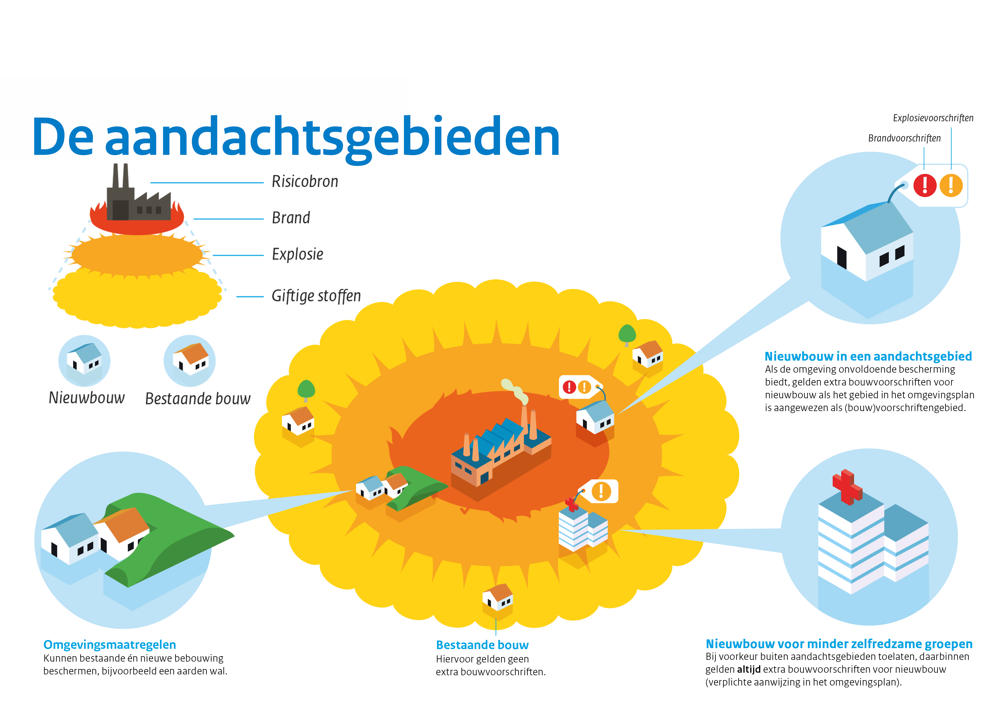 De aandachtsgebieden
Risicobron
Brand
Explosie
Giftige stoffen
Nieuwbouw
Bestaande bouw
Explosievoorschriften
Brandvoorschriften
! !
Nieuwbouw in een aandachtsgebied
Als de omgeving onvoldoende bescherming
biedt, gelden extra bouwvoorschriften voor
nieuwbouw als het gebied in het omgevingsplan
is aangewezen als (bouw)voorschriftengebied.
! !
!
Omgevingsmaatregelen
Kunnen bestaande én nieuwe bebouwing
beschermen, bijvoorbeeld een aarden wal.
Bestaande bouw
Hiervoor gelden geen
extra bouwvoorschriften.
Nieuwbouw voor minder zelfredzame groepen
Bij voorkeur buiten aandachtsgebieden toelaten, daarbinnen
gelden altijd extra bouwvoorschriften voor nieuwbouw
(verplichte aanwijzing in het omgevingsplan).